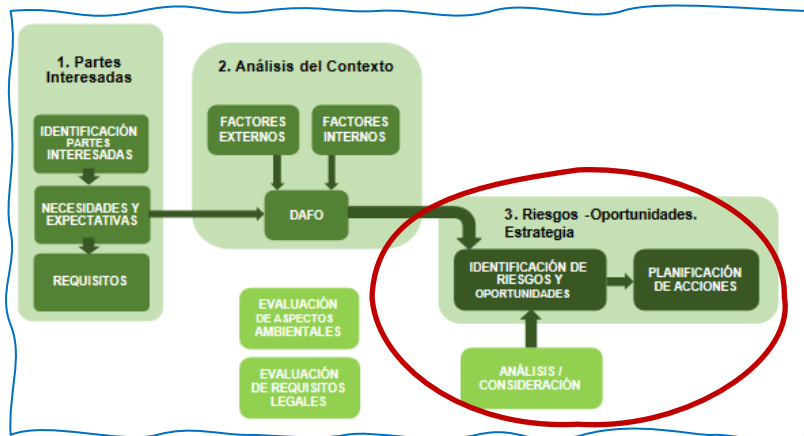 1. Partes
Interesadas
IDENTIFICACIÓN
PARTES
INTERESADAS
NECESIDADES Y
EXPECTATIVAS
REQUISITOS
2. Análisis del Contexto
FACTORES
EXTERNOS
FACTORES
INTERNOS
DAFO
EVALUACIÓN
DE ASPECTOS
AMBIENTALES
EVALUACIÓN
DE REQUISITOS
LEGALES
3. Riesgos -Oportunidades.
Estrategia
IDENTIFICACIÓN DE
RIESGOS Y
OPORTUNIDADES
PLANIFICACIÓN
DE ACCIONES
ANÁLISIS /
CONSIDERACIÓN